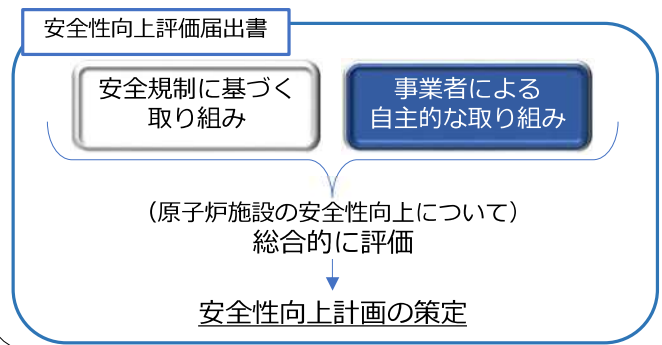 安全性向上評価届出書
安全規制に基づく
取り組み
事業者による
自主的な取り組み
（原子炉施設の安全性向上について）
総合的に評価
安全性向上計画の策定